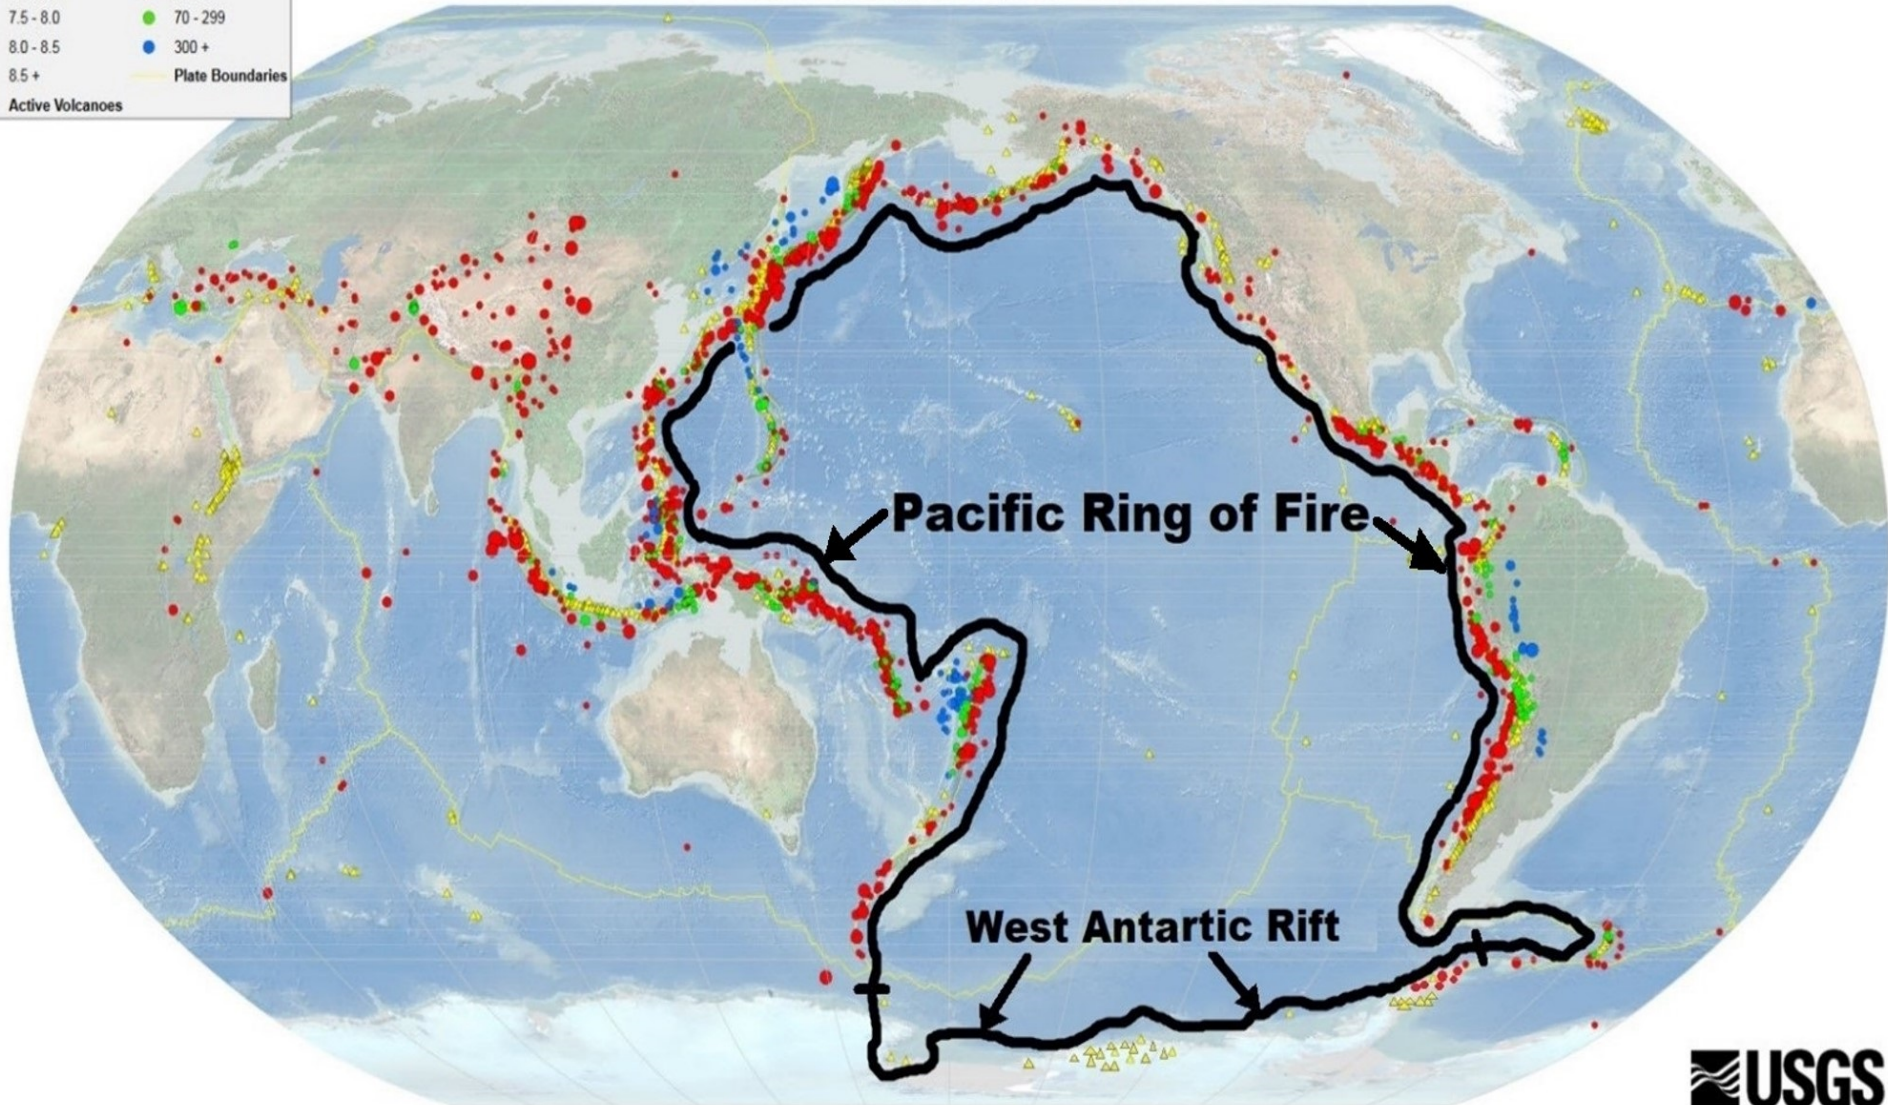 7.5 - 8.0 70 - 299
8.0 - 8.5 300 +
8.5 + Plate Boundaries
Active Volcanoes
Pacific Ring of Fire
West Antartic Rift
USGS